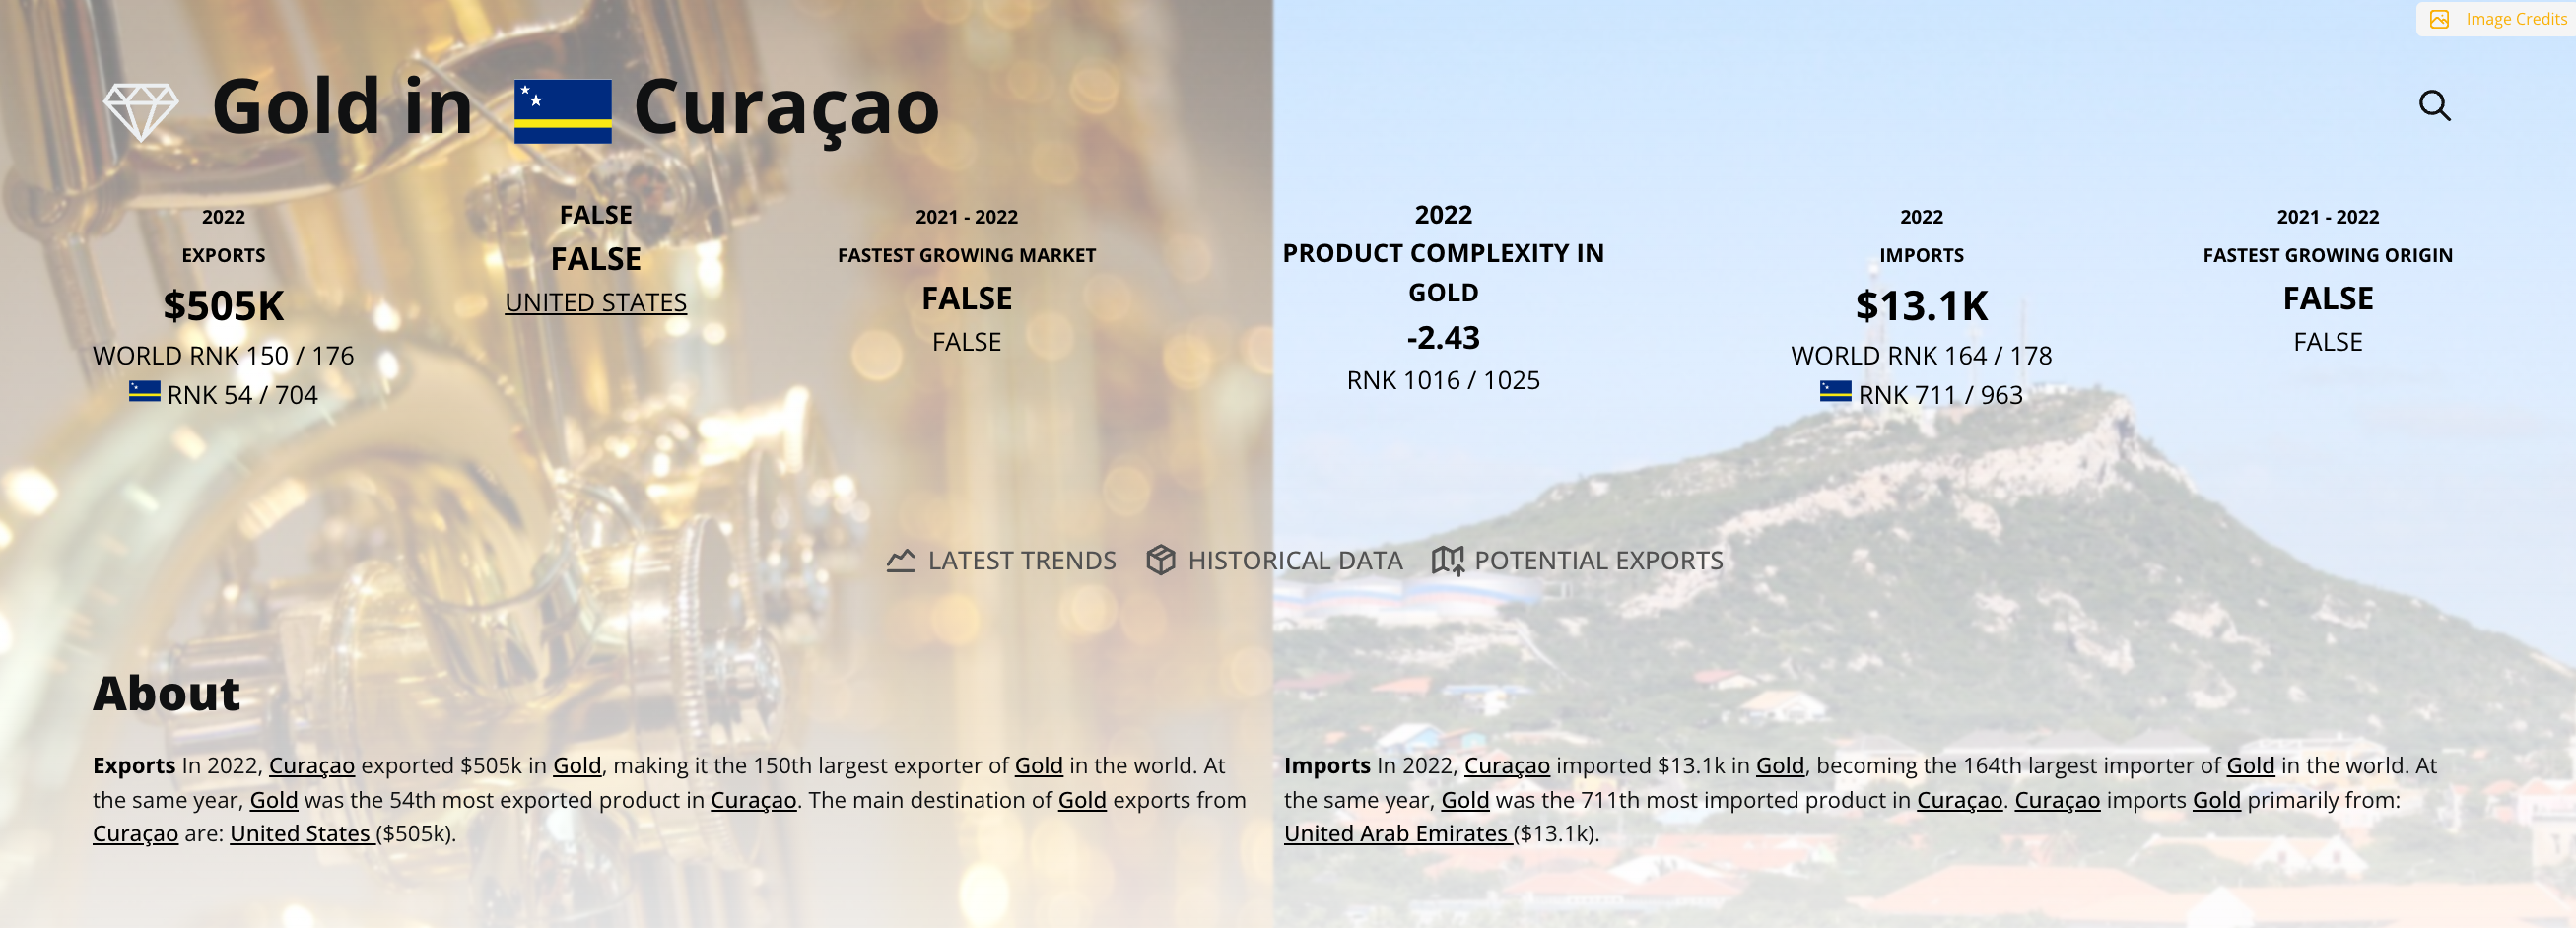 Image Credits
Gold in Curaçao
2022
EXPORTS
$505K
WORLD RNK 150 / 176
RNK 54 / 704
FALSE
FALSE
UNITED STATES
2021 - 2022
FASTEST GROWING MARKET
FALSE
FALSE
2022
PRODUCT COMPLEXITY IN
GOLD
-2.43
RNK 1016 / 1025
2022
IMPORTS
$13.1K
WORLD RNK 164 / 178
RNK 711 / 963
2021 - 2022
FASTEST GROWING ORIGIN
FALSE
FALSE
LATEST TRENDS HISTORICAL DATA POTENTIAL EXPORTS
About
Exports In 2022, Curaçao exported $505k in Gold, making it the 150th largest exporter of Gold in the world. At
the same year, Gold was the 54th most exported product in Curaçao. The main destination of Gold exports from
Curaçao are: United States ($505k).
Imports In 2022, Curaçao imported $13.1k in Gold, becoming the 164th largest importer of Gold in the world. At
the same year, Gold was the 711th most imported product in Curaçao. Curaçao imports Gold primarily from:
United Arab Emirates ($13.1k).